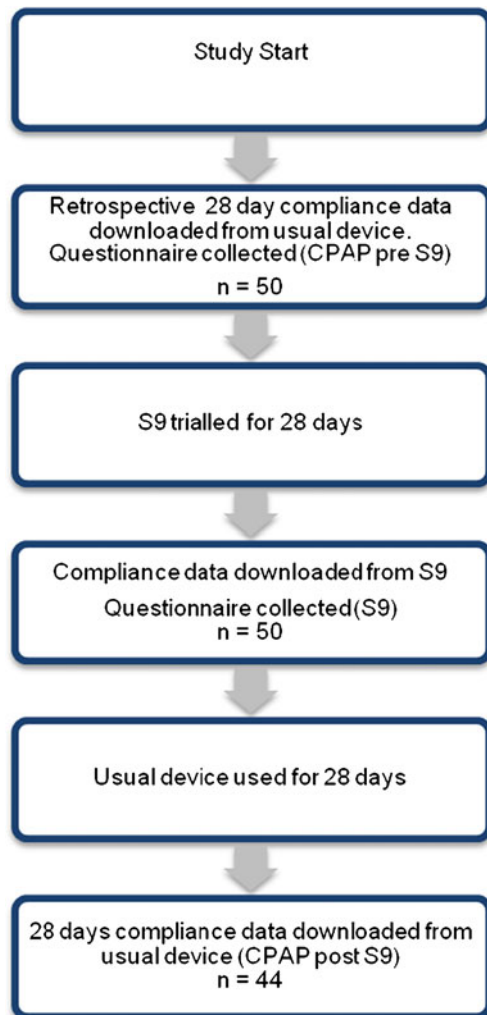 Study Start
Retrospective 28 day compliance data
downloaded from usual device.
Questionnaire collected (CPAP pre S9)
n = 50
S9 trialled for 28 days
Compliance data downloaded from S9
Questionnaire collected (S9)
n = 50
Usual device used for 28 days
28 days compliance data downloaded from
usual device (CPAP post S9)
n = 44